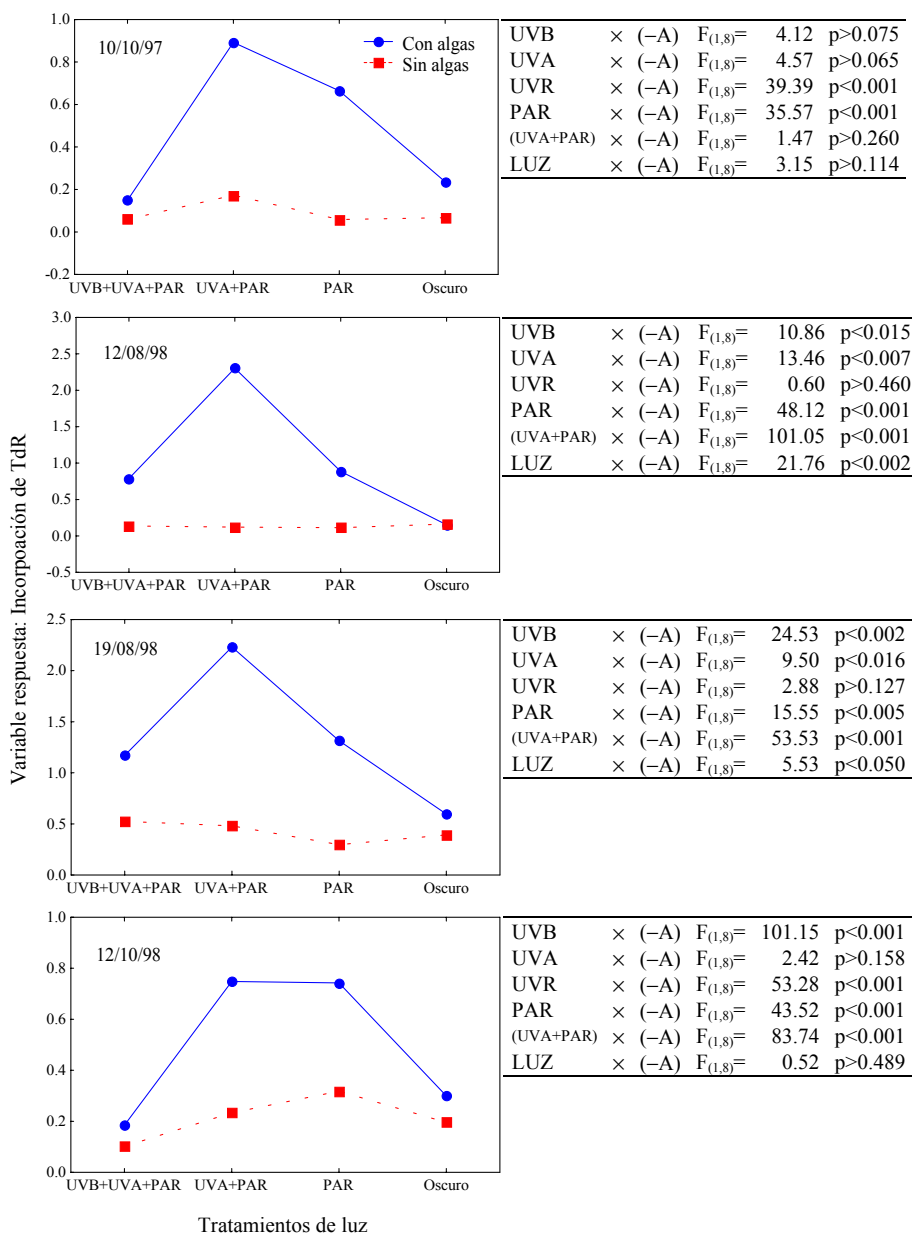 Variable respuesta: Incorpoación de TdR
1.0
0.8
0.6
0.4
0.2
0.0
-0.2
10/10/97
Con algas
Sin algas
UVB+UVA+PAR UVA+PAR PAR Oscuro
UVB × (−A) F(1,8)= 4.12 p>0.075
UVA × (−A) F(1,8)= 4.57 p>0.065
UVR × (−A) F(1,8)= 39.39 p<0.001
PAR × (−A) F(1,8)= 35.57 p<0.001
(UVA+PAR) × (−A) F(1,8)= 1.47 p>0.260
LUZ × (−A) F(1,8)= 3.15 p>0.114
3.0
2.5
2.0
1.5
1.0
0.5
0.0
-0.5
12/08/98
UVB+UVA+PAR UVA+PAR PAR Oscuro
UVB × (−A) F(1,8)= 10.86 p<0.015
UVA × (−A) F(1,8)= 13.46 p<0.007
UVR × (−A) F(1,8)= 0.60 p>0.460
PAR × (−A) F(1,8)= 48.12 p<0.001
(UVA+PAR) × (−A) F(1,8)= 101.05 p<0.001
LUZ × (−A) F(1,8)= 21.76 p<0.002
2.5
2.0
1.5
1.0
0.5
0.0
19/08/98
UVB+UVA+PAR UVA+PAR PAR Oscuro
UVB × (−A) F(1,8)= 24.53 p<0.002
UVA × (−A) F(1,8)= 9.50 p<0.016
UVR × (−A) F(1,8)= 2.88 p>0.127
PAR × (−A) F(1,8)= 15.55 p<0.005
(UVA+PAR) × (−A) F(1,8)= 53.53 p<0.001
LUZ × (−A) F(1,8)= 5.53 p<0.050
1.0
0.8
0.6
0.4
0.2
0.0
12/10/98
UVB+UVA+PAR UVA+PAR PAR Oscuro
UVB × (−A) F(1,8)= 101.15 p<0.001
UVA × (−A) F(1,8)= 2.42 p>0.158
UVR × (−A) F(1,8)= 53.28 p<0.001
PAR × (−A) F(1,8)= 43.52 p<0.001
(UVA+PAR) × (−A) F(1,8)= 83.74 p<0.001
LUZ × (−A) F(1,8)= 0.52 p>0.489
Tratamientos de luz